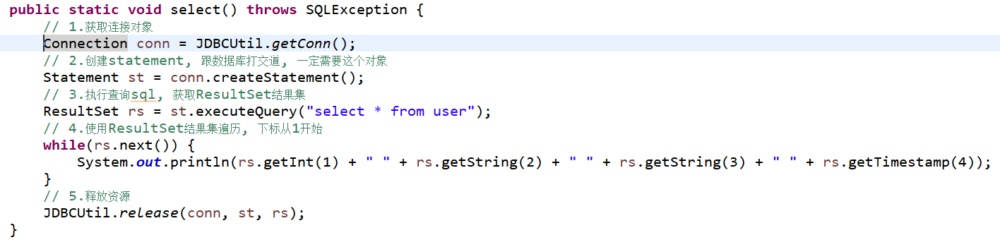 public static void select() throws SQLException {
    // 1.获取连接对象
    Connection conn = JDBCUtil.getConn();
    // 2.创建statement, 跟数据库打交道, 一定需要这个对象
    Statement st = conn.createStatement();
    // 3.执行查询sql, 获取ResultSet结果集
    ResultSet rs = st.executeQuery("select * from user");
    // 4.使用ResultSet结果集遍历, 下标从1开始
    while(rs.next()) {
        System.out.println(rs.getInt(1) + " " + rs.getString(2) + " " + rs.getString(3) + " " + rs.getTimestamp(4));
    }
    // 5.释放资源
    JDBCUtil.release(conn, st, rs);
}